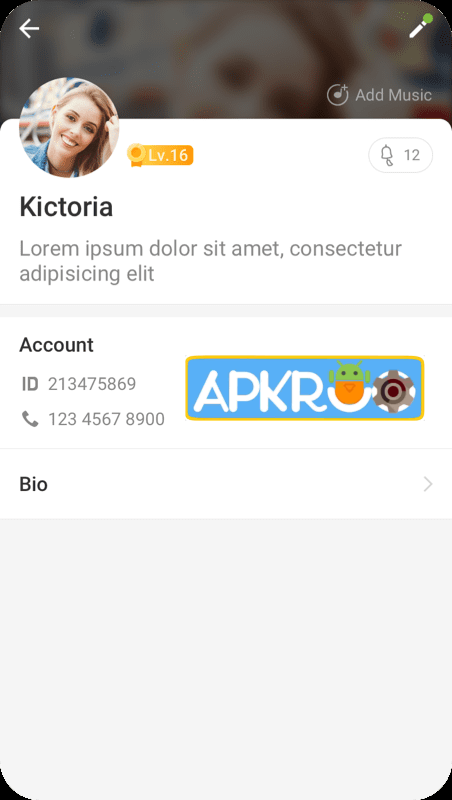 Add Music
Lv.16
12
Kictoria
Lorem ipsum dolor sit amet, consectetur
adipisicing elit
Account
ID 213475869
APKRUO
123 4567 8900
Bio